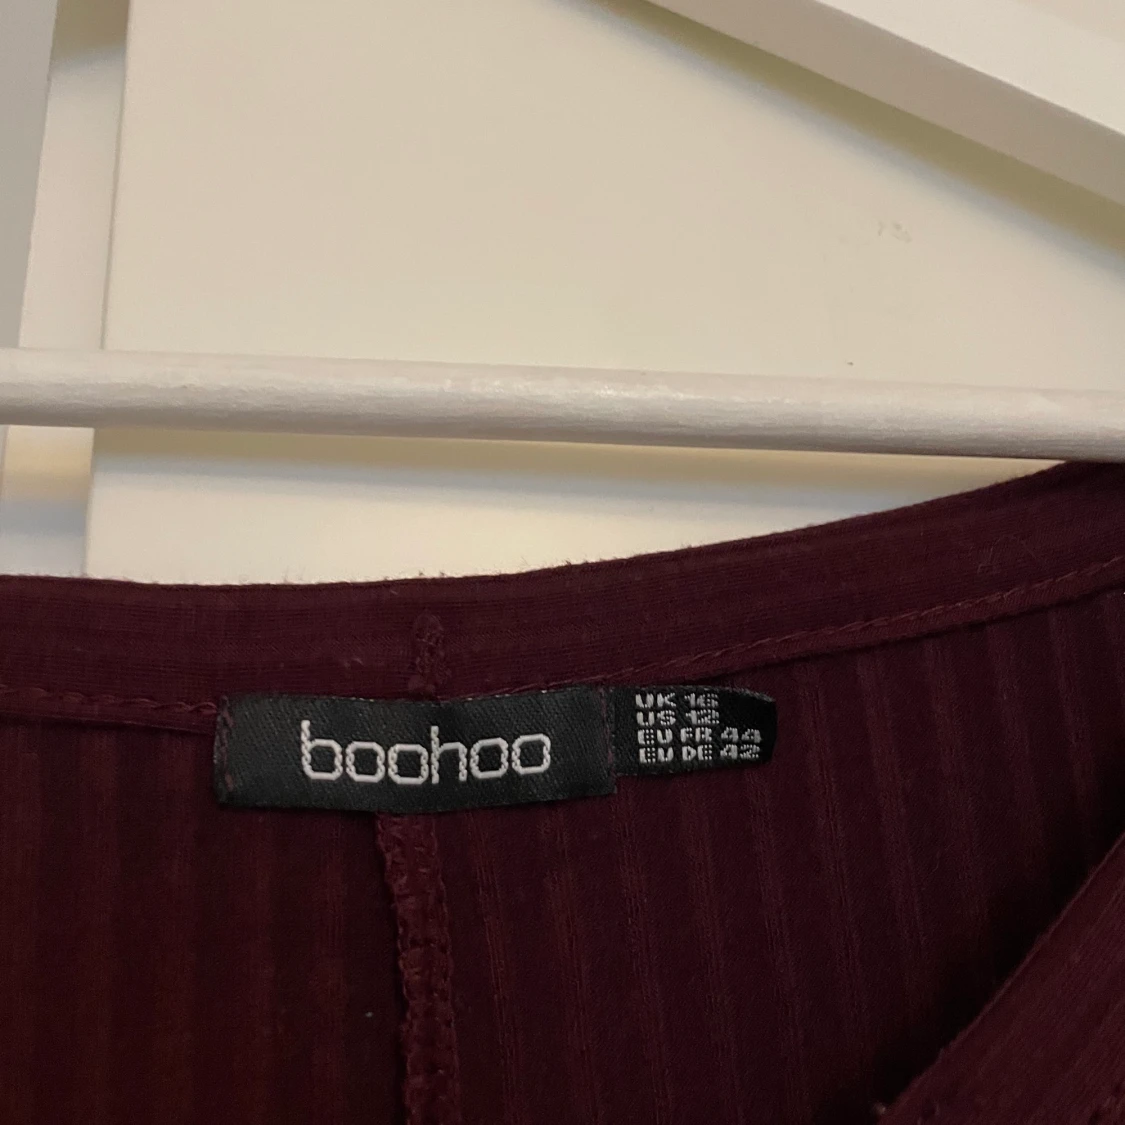 boohoo
UK 16
US 12
EU FR 44
EU DE 42